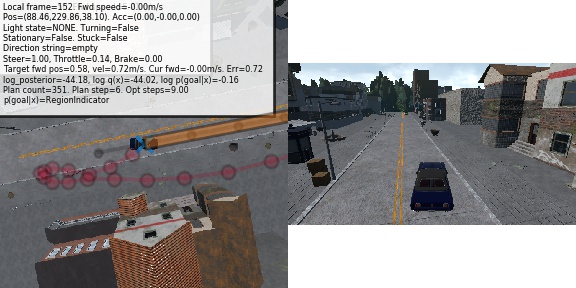 Local frame=152. Fwd speed=-0.00m/s
Pos=(88.46,229.86,38.10). Acc=(0.00,-0.00,0.00)
Light state=NONE. Turning=False
Stationary=False. Stuck=False
Direction string=empty
Steer=1.00, Throttle=0.14, Brake=0.00
Target fwd pos=0.58, vel=0.72m/s. Cur fwd=-0.00m/s. Err=0.72
log_posterior=-44.18, log q(x)=-44.02, log p(goal|x)=-0.16
Plan count=351. Plan step=6. Opt steps=9.00
p(goal|x)=RegionIndicator